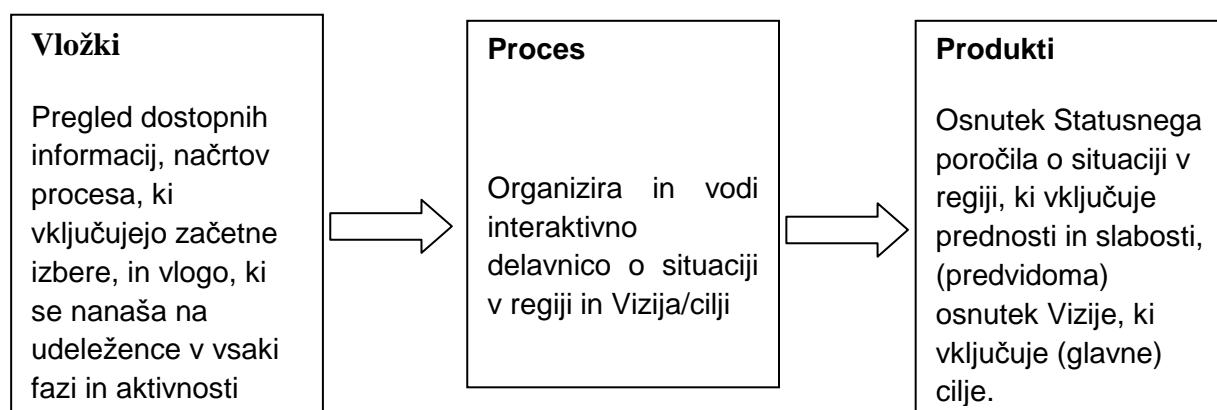 Vložki
Pregled dostopnih
informacij, načrtov
procesa, ki
vključujejo začetne
izbere, in vlogo, ki
se nanaša na
udeležence v vsaki
fazi in aktivnosti
Proces
Organizira in vodi
interaktivno
delavnico o situaciji
v regiji in Vizija/cilji
Produkti
Osnutek Statusnega
poročila o situaciji v
regiji, ki vključuje
prednosti in slabosti,
(predvidoma)
osnutek Vizije, ki
vključuje (glavne)
cilje.